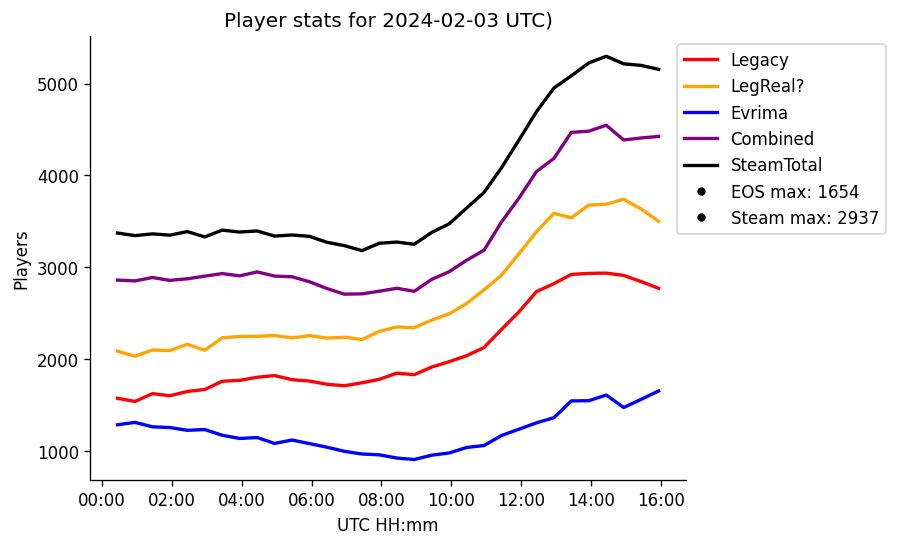 Player stats for 2024-02-03 UTC)
Legacy
LegReal?
Evrima
Combined
SteamTotal
EOS max: 1654
Steam max: 2937
Players
5000
4000
3000
2000
1000
00:00 02:00 04:00 06:00 08:00 10:00 12:00 14:00 16:00
UTC HH:mm